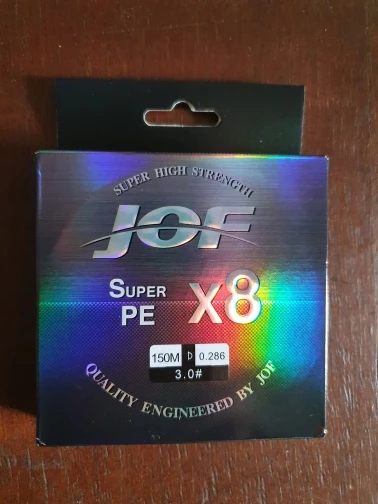 SUPER HIGH STRENGTH
JOF
SUPER
PE
X8
150M D 0.286
3.0#
QUALITY ENGINEERED BY JOF